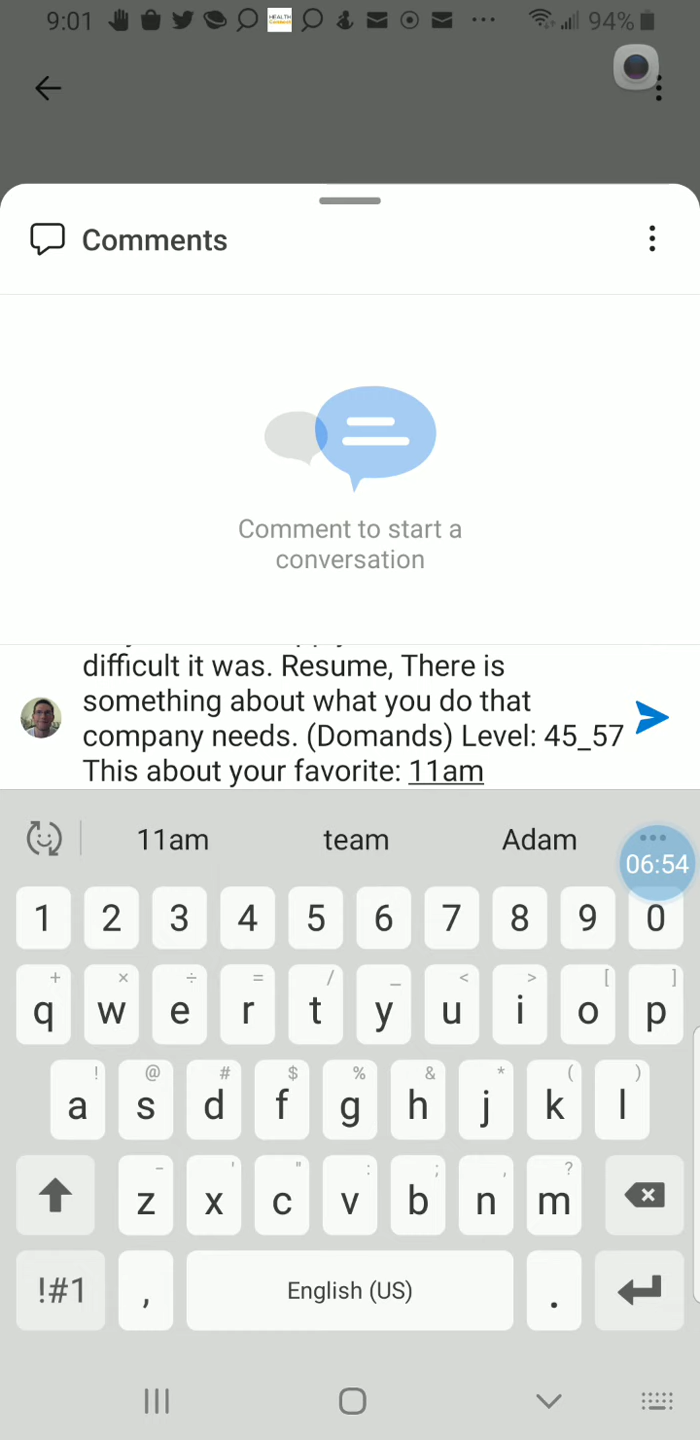 9:01
HEALTH
94%
Comments
Comment to start a
conversation
difficult it was. Resume, There is
something about what you do that
company needs. (Domands) Level: 45_57
This about your favorite: 11am
11am team Adam
06:54
1 2 3 4 5 6 7 8 9 0
+ × ÷ = / _ < > [ ]
q w e r t y u i o p
! @ # $ % & * ( )
a s d f g h j k l
- ' " : ; , ?
z x c v b n m
!#1 , English (US) .